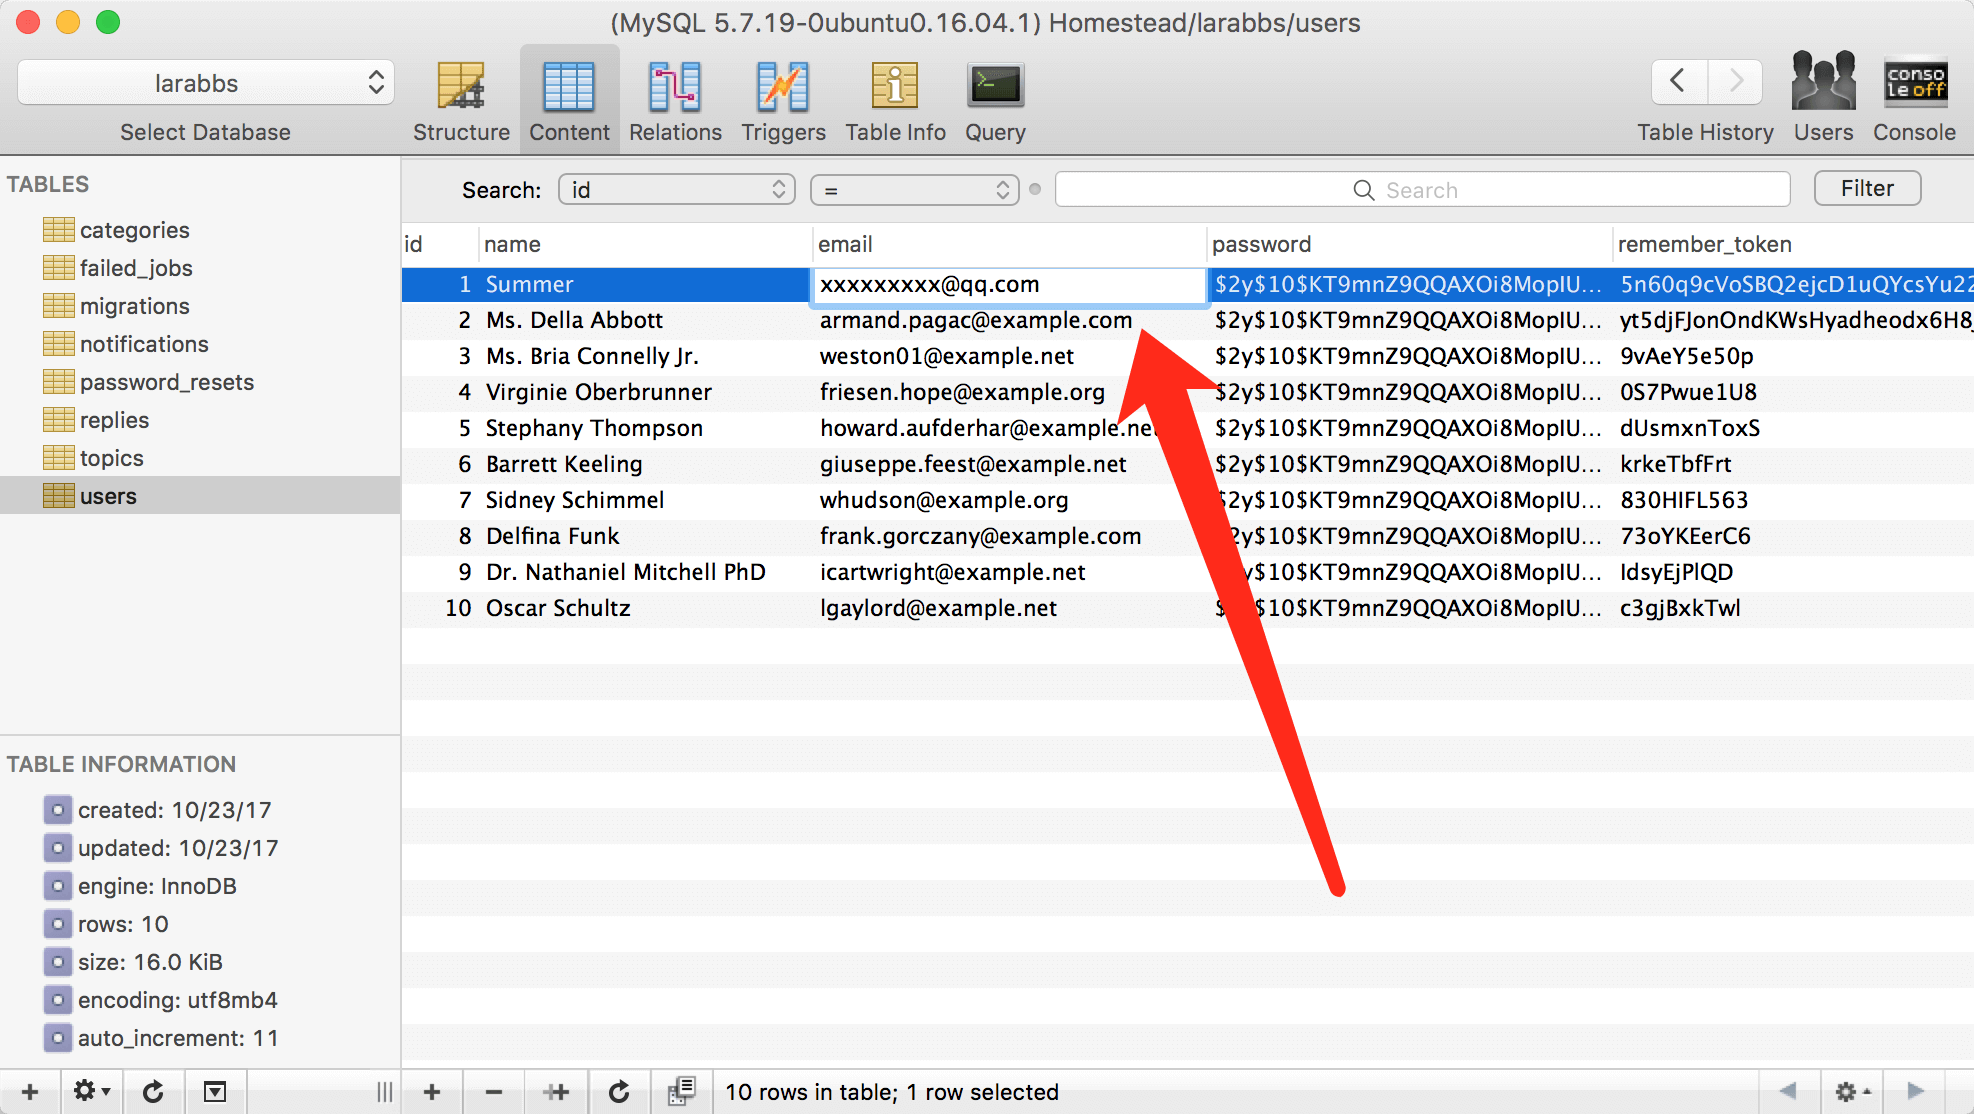 (MySQL 5.7.19-0ubuntu0.16.04.1) Homestead/larabbs/users
larabbs
Select Database
Structure
Content
Relations
Triggers
Table Info
Query
Table History
Users
conso
le off
Console
TABLES
categories
failed_jobs
migrations
notifications
password_resets
replies
topics
users
TABLE INFORMATION
created: 10/23/17
updated: 10/23/17
engine: InnoDB
rows: 10
size: 16.0 KiB
encoding: utf8mb4
auto_increment: 11
Search: id = Search Filter
id name email password remember_token
1 Summer xxxxxxxxx@qq.com $2y$10$KT9mnZ9QQAXOi8MopIU... 5n60q9cVoSBQ2ejcD1uQYcsYu22
2 Ms. Della Abbott armand.pagac@example.com $2y$10$KT9mnZ9QQAXOi8MopIU... yt5djFJonOndKWsHyadheodx6H8
3 Ms. Bria Connelly Jr. weston01@example.net $2y$10$KT9mnZ9QQAXOi8MopIU... 9vAeY5e50p
4 Virginie Oberbrunner friesen.hope@example.org $2y$10$KT9mnZ9QQAXOi8MopIU... 0S7Pwue1U8
5 Stephany Thompson howard.aufderhar@example.net $2y$10$KT9mnZ9QQAXOi8MopIU... dUsmxnToxS
6 Barrett Keeling giuseppe.feest@example.net $2y$10$KT9mnZ9QQAXOi8MopIU... krkeTbfFrt
7 Sidney Schimmel whudson@example.org $2y$10$KT9mnZ9QQAXOi8MopIU... 830HIFL563
8 Delfina Funk frank.gorczany@example.com $2y$10$KT9mnZ9QQAXOi8MopIU... 73oYKEerC6
9 Dr. Nathaniel Mitchell PhD icartwright@example.net $2y$10$KT9mnZ9QQAXOi8MopIU... IdsyEjPlQD
10 Oscar Schultz lgaylord@example.net $2y$10$KT9mnZ9QQAXOi8MopIU... c3gjBxkTwl
10 rows in table; 1 row selected